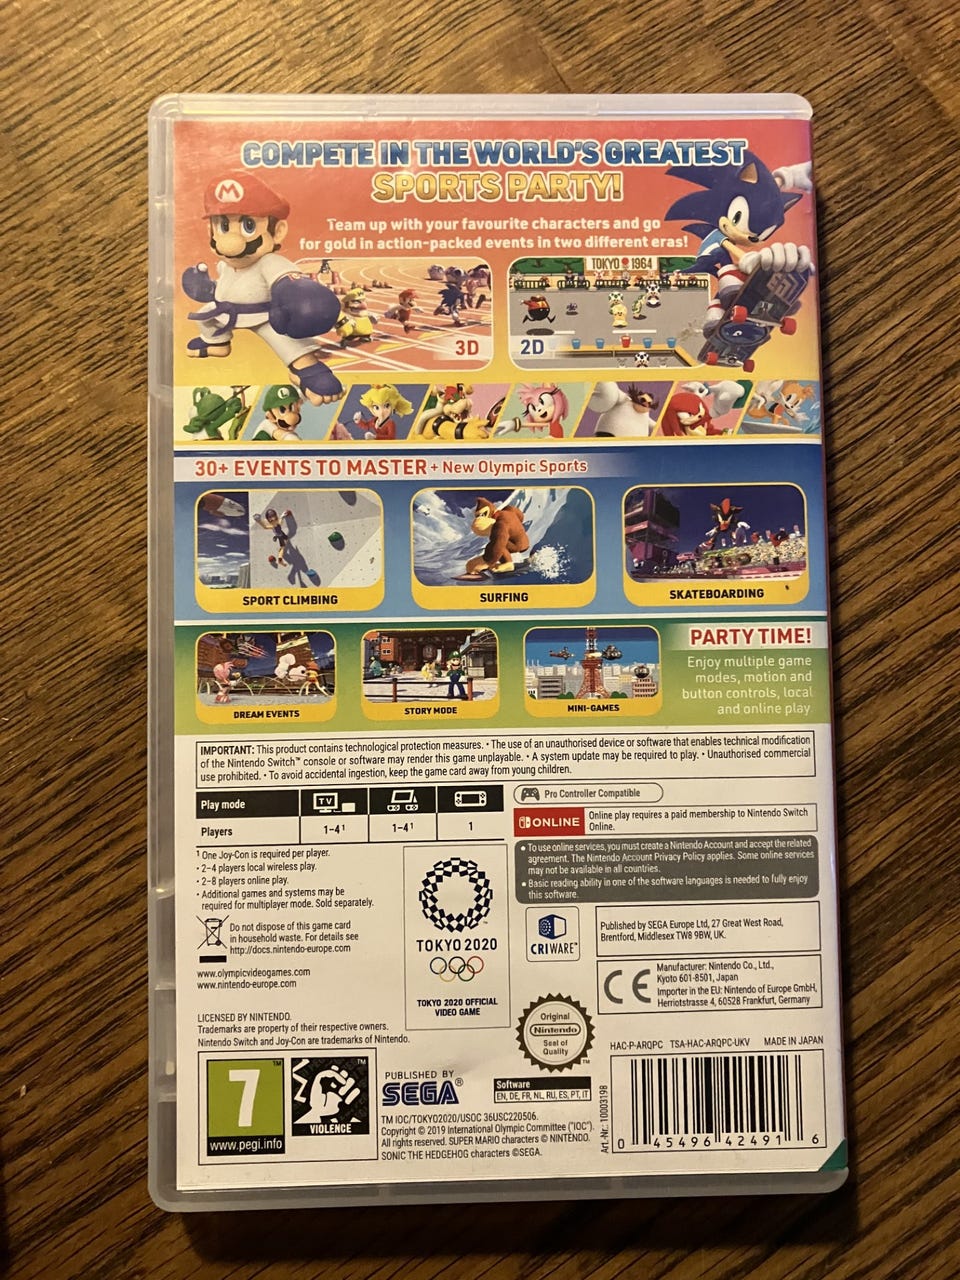 COMPETE IN THE WORLD'S GREATEST
SPORTS PARTY!
Team up with your favourite characters and go
for gold in action-packed events in two different eras!
M
3D
TOKYO 1964
2D
30+ EVENTS TO MASTER + New Olympic Sports
SPORT CLIMBING
SURFING
SKATEBOARDING
DREAM EVENTS
STORY MODE
MINI-GAMES
PARTY TIME!
Enjoy multiple game
modes, motion and
button controls, local
and online play.
IMPORTANT: This product contains technological protection measures. • The use of an unauthorised device or software that enables technical modification
of the Nintendo Switch™ console or software may render this game unplayable. • A system update may be required to play. • Unauthorised commercial
use prohibited. • To avoid accidental ingestion, keep the game card away from young children.
Play mode
TV
Players
1-4¹
1-4¹
1
¹ One Joy-Con is required per player.
• 2-4 players local wireless play.
• 2-8 players online play.
• Additional games and systems may be
required for multiplayer mode. Sold separately.
Do not dispose of this game card
in household waste. For details see
http://docs.nintendo-europe.com
www.olympicvideogames.com
www.nintendo-europe.com
LICENSED BY NINTENDO.
Trademarks are property of their respective owners.
Nintendo Switch and Joy-Con are trademarks of Nintendo.
TOKYO 2020
TOKYO 2020 OFFICIAL
VIDEO GAME
Pro Controller Compatible
ONLINE
Online play requires a paid membership to Nintendo Switch
Online.
• To use online services, you must create a Nintendo Account and accept the related
agreement. The Nintendo Account Privacy Policy applies. Some online services
may not be available in all countries.
• Basic reading ability in one of the software languages is needed to fully enjoy
this software.
CRIWARE™
Published by SEGA Europe Ltd, 27 Great West Road,
Brentford, Middlesex TW8 9BW, UK.
CE
Manufacturer: Nintendo Co., Ltd.,
Kyoto 601-8501, Japan
Importer in the EU: Nintendo of Europe GmbH,
Herriotstrasse 4, 60528 Frankfurt, Germany
Original
Nintendo
Seal of
Quality
TM
HAC-P-ARQPC TSA-HAC-ARQPC-UKV MADE IN JAPAN
7
TM
www.pegi.info
TM
VIOLENCE
PUBLISHED BY
SEGA®
Software
EN, DE, FR, NL, RU, ES, PT, IT
TM IOC/TOKYO2020/USOC 36USC220506.
Copyright © 2019 International Olympic Committee ("IOC").
All rights reserved. SUPER MARIO characters © NINTENDO.
SONIC THE HEDGEHOG characters ©SEGA.
Art.-Nr.: 10003198
0 45496 42491 6